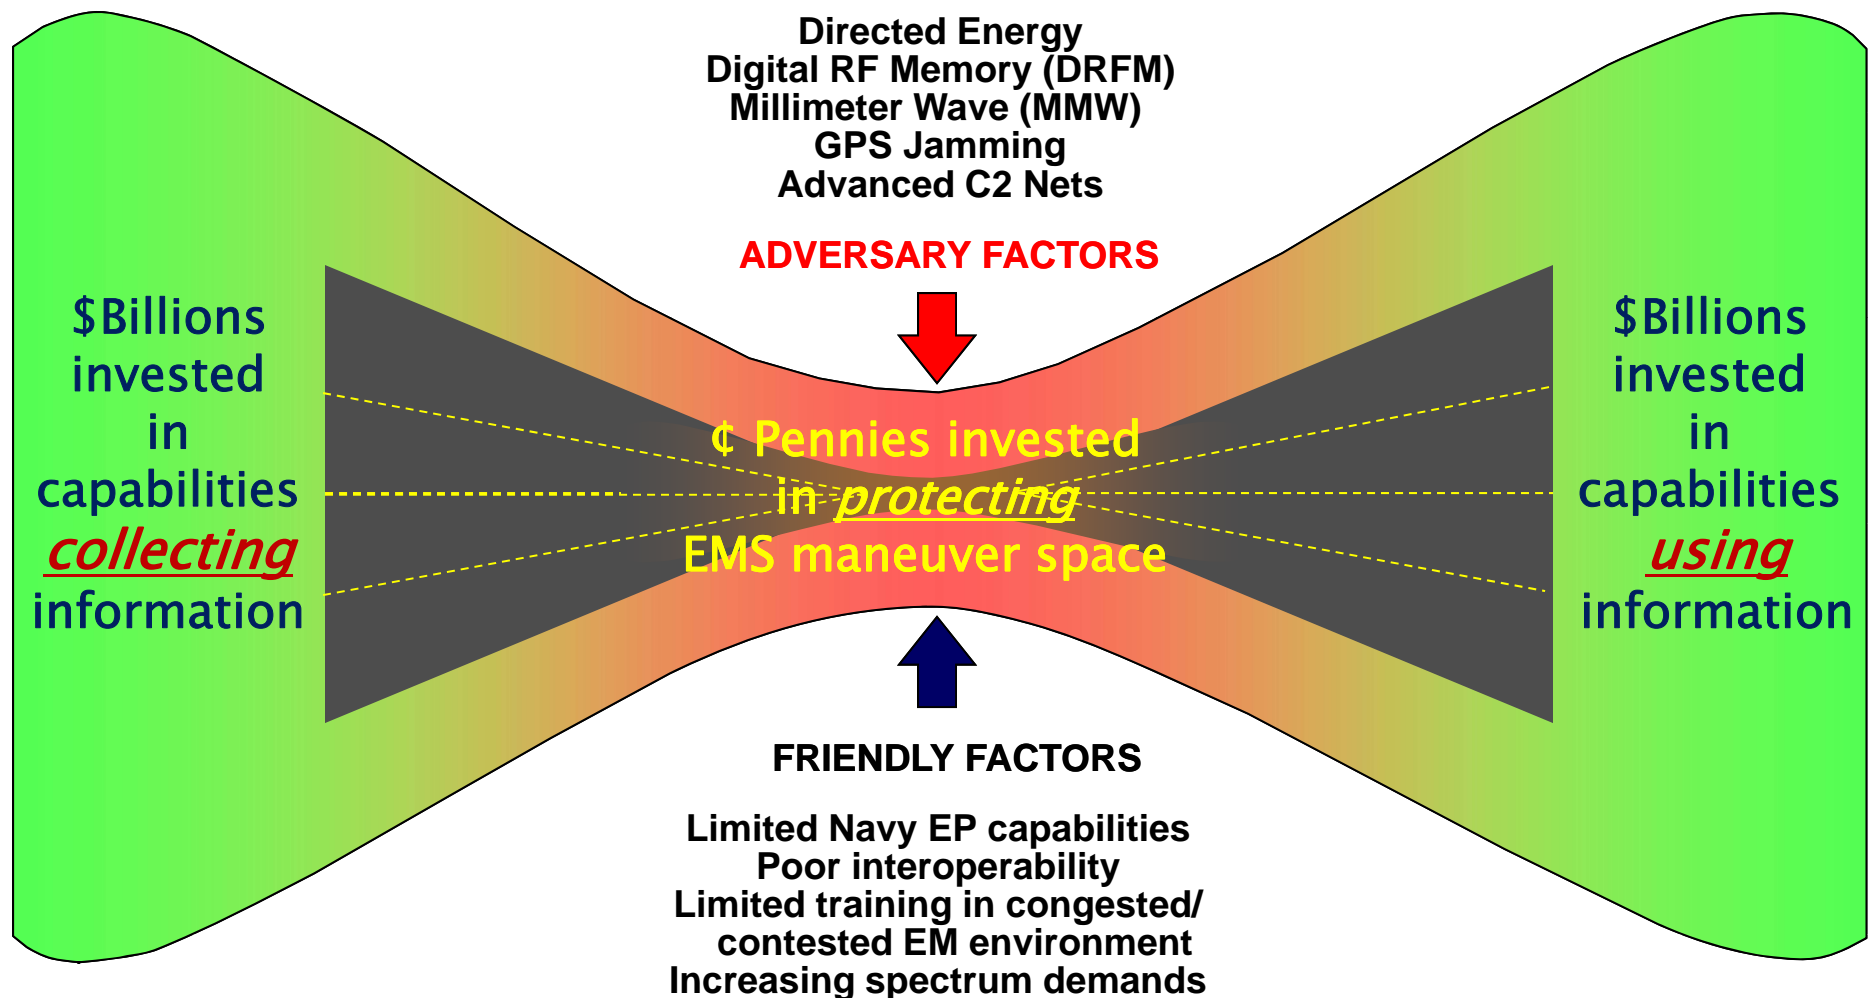 Directed Energy
Digital RF Memory (DRFM)
Millimeter Wave (MMW)
GPS Jamming
Advanced C2 Nets
ADVERSARY FACTORS
$Billions
invested
in
capabilities
collecting
information
¢ Pennies invested
in protecting
EMS maneuver space
$Billions
invested
in
capabilities
using
information
FRIENDLY FACTORS
Limited Navy EP capabilities
Poor interoperability
Limited training in congested/
contested EM environment
Increasing spectrum demands